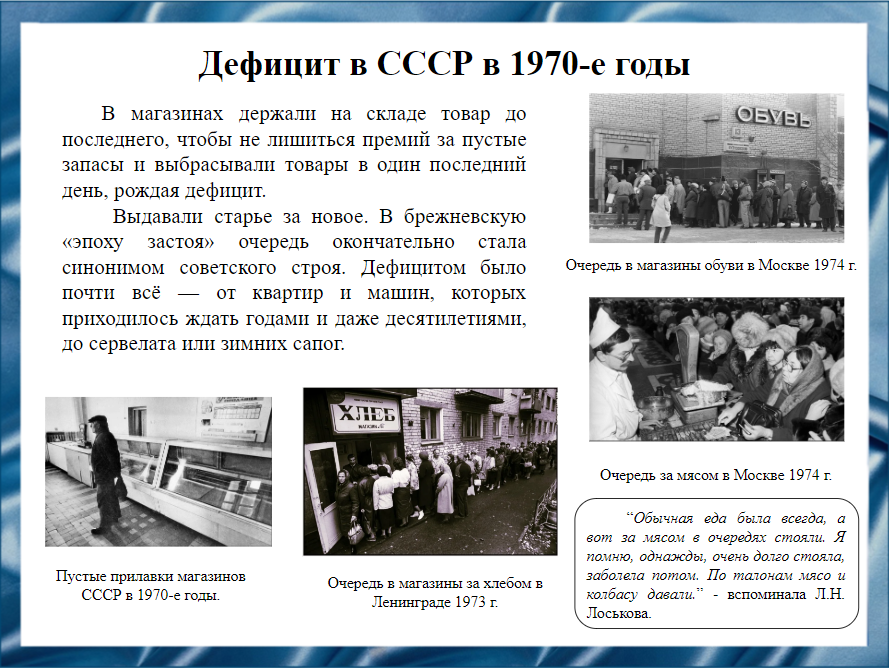 Дефицит в СССР в 1970-е годы
В магазинах держали на складе товар до
последнего, чтобы не лишиться премий за пустые
запасы и выбрасывали товары в один последний
день, рождая дефицит.
Выдавали старье за новое. В брежневскую
«эпоху застоя» очередь окончательно стала
синонимом советского строя. Дефицитом было
почти всё — от квартир и машин, которых
приходилось ждать годами и даже десятилетиями,
до сервелата или зимних сапог.
ОБУВЬ
Очередь в магазины обуви в Москве 1974 г.
Очередь за мясом в Москве 1974 г.
Пустые прилавки магазинов
СССР в 1970-е годы.
ХЛЕБ
МАГАЗИН
Очередь в магазины за хлебом в
Ленинграде 1973 г.
“Обычная еда была всегда, а
вот за мясом в очередях стояли. Я
помню, однажды, очень долго стояла,
заболела потом. По талонам мясо и
колбасу давали.” - вспоминала Л.Н.
Лоськова.